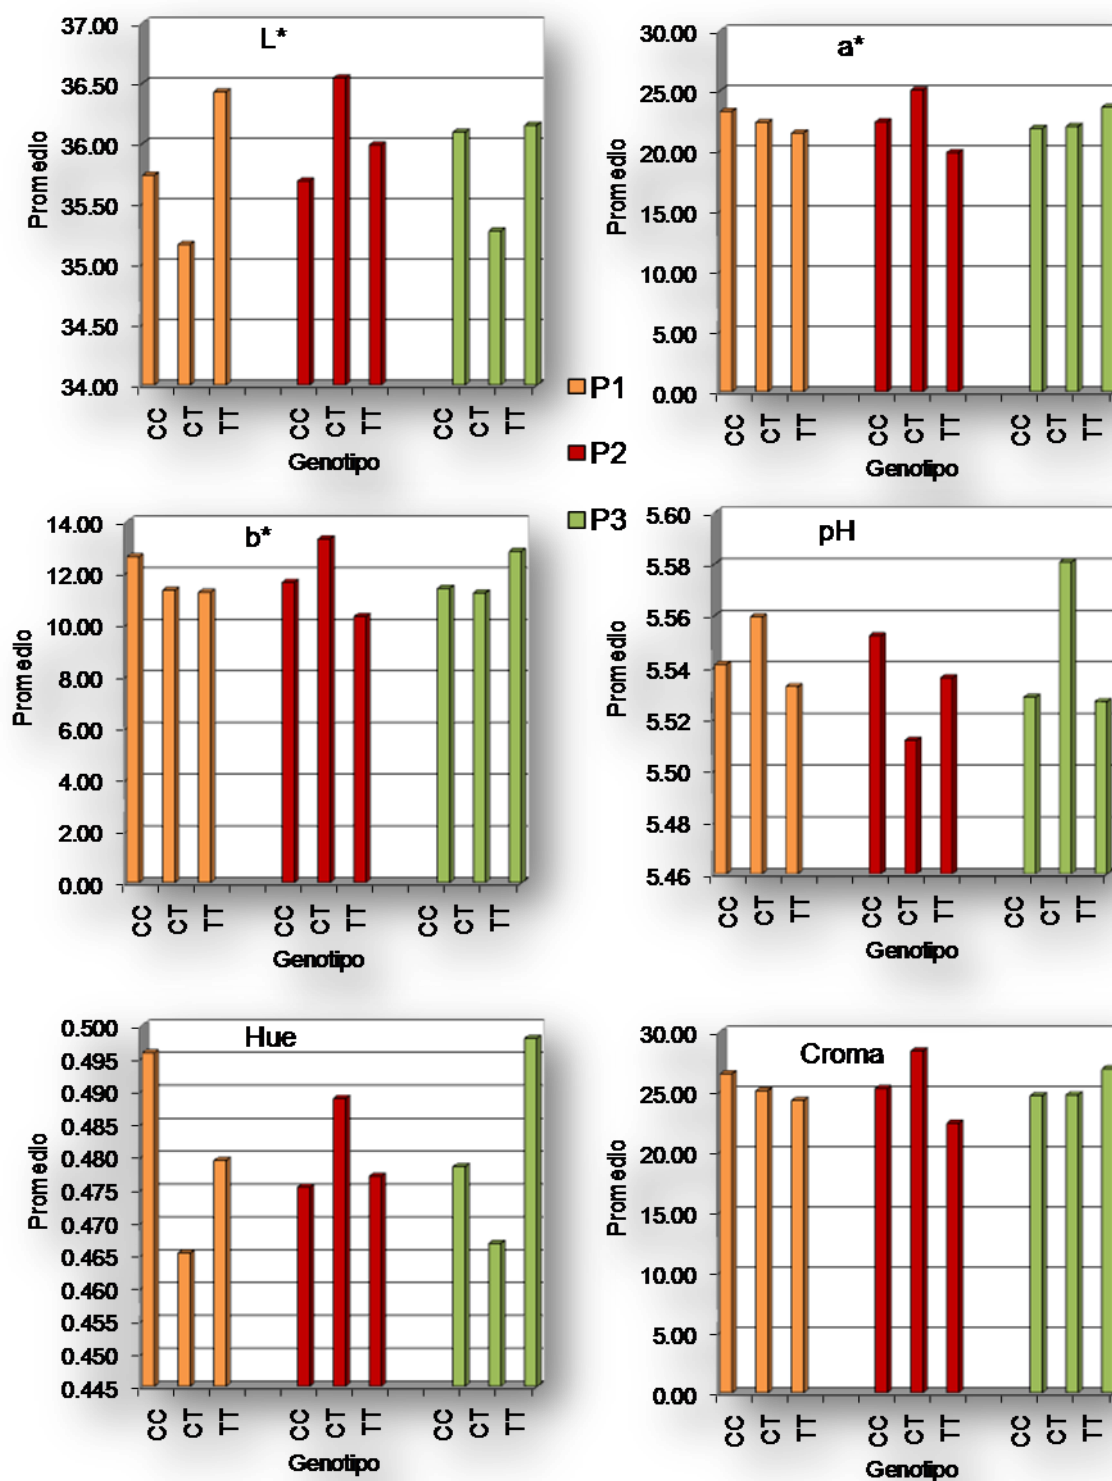 L*
37.00
36.50
36.00
35.50
35.00
34.50
34.00
Promedio
CC CT TT CC CT TT CC CT TT
Genotipo
a*
30.00
25.00
20.00
15.00
10.00
5.00
0.00
Promedio
CC CT TT CC CT TT CC CT TT
Genotipo
P1
P2
P3
b*
14.00
12.00
10.00
8.00
6.00
4.00
2.00
0.00
Promedio
CC CT TT CC CT TT CC CT TT
Genotipo
pH
5.60
5.58
5.56
5.54
5.52
5.50
5.48
5.46
Promedio
CC CT TT CC CT TT CC CT TT
Genotipo
Hue
0.500
0.495
0.490
0.485
0.480
0.475
0.470
0.465
0.460
0.455
0.450
0.445
Promedio
CC CT TT CC CT TT CC CT TT
Genotipo
Croma
30.00
25.00
20.00
15.00
10.00
5.00
0.00
Promedio
CC CT TT CC CT TT CC CT TT
Genotipo